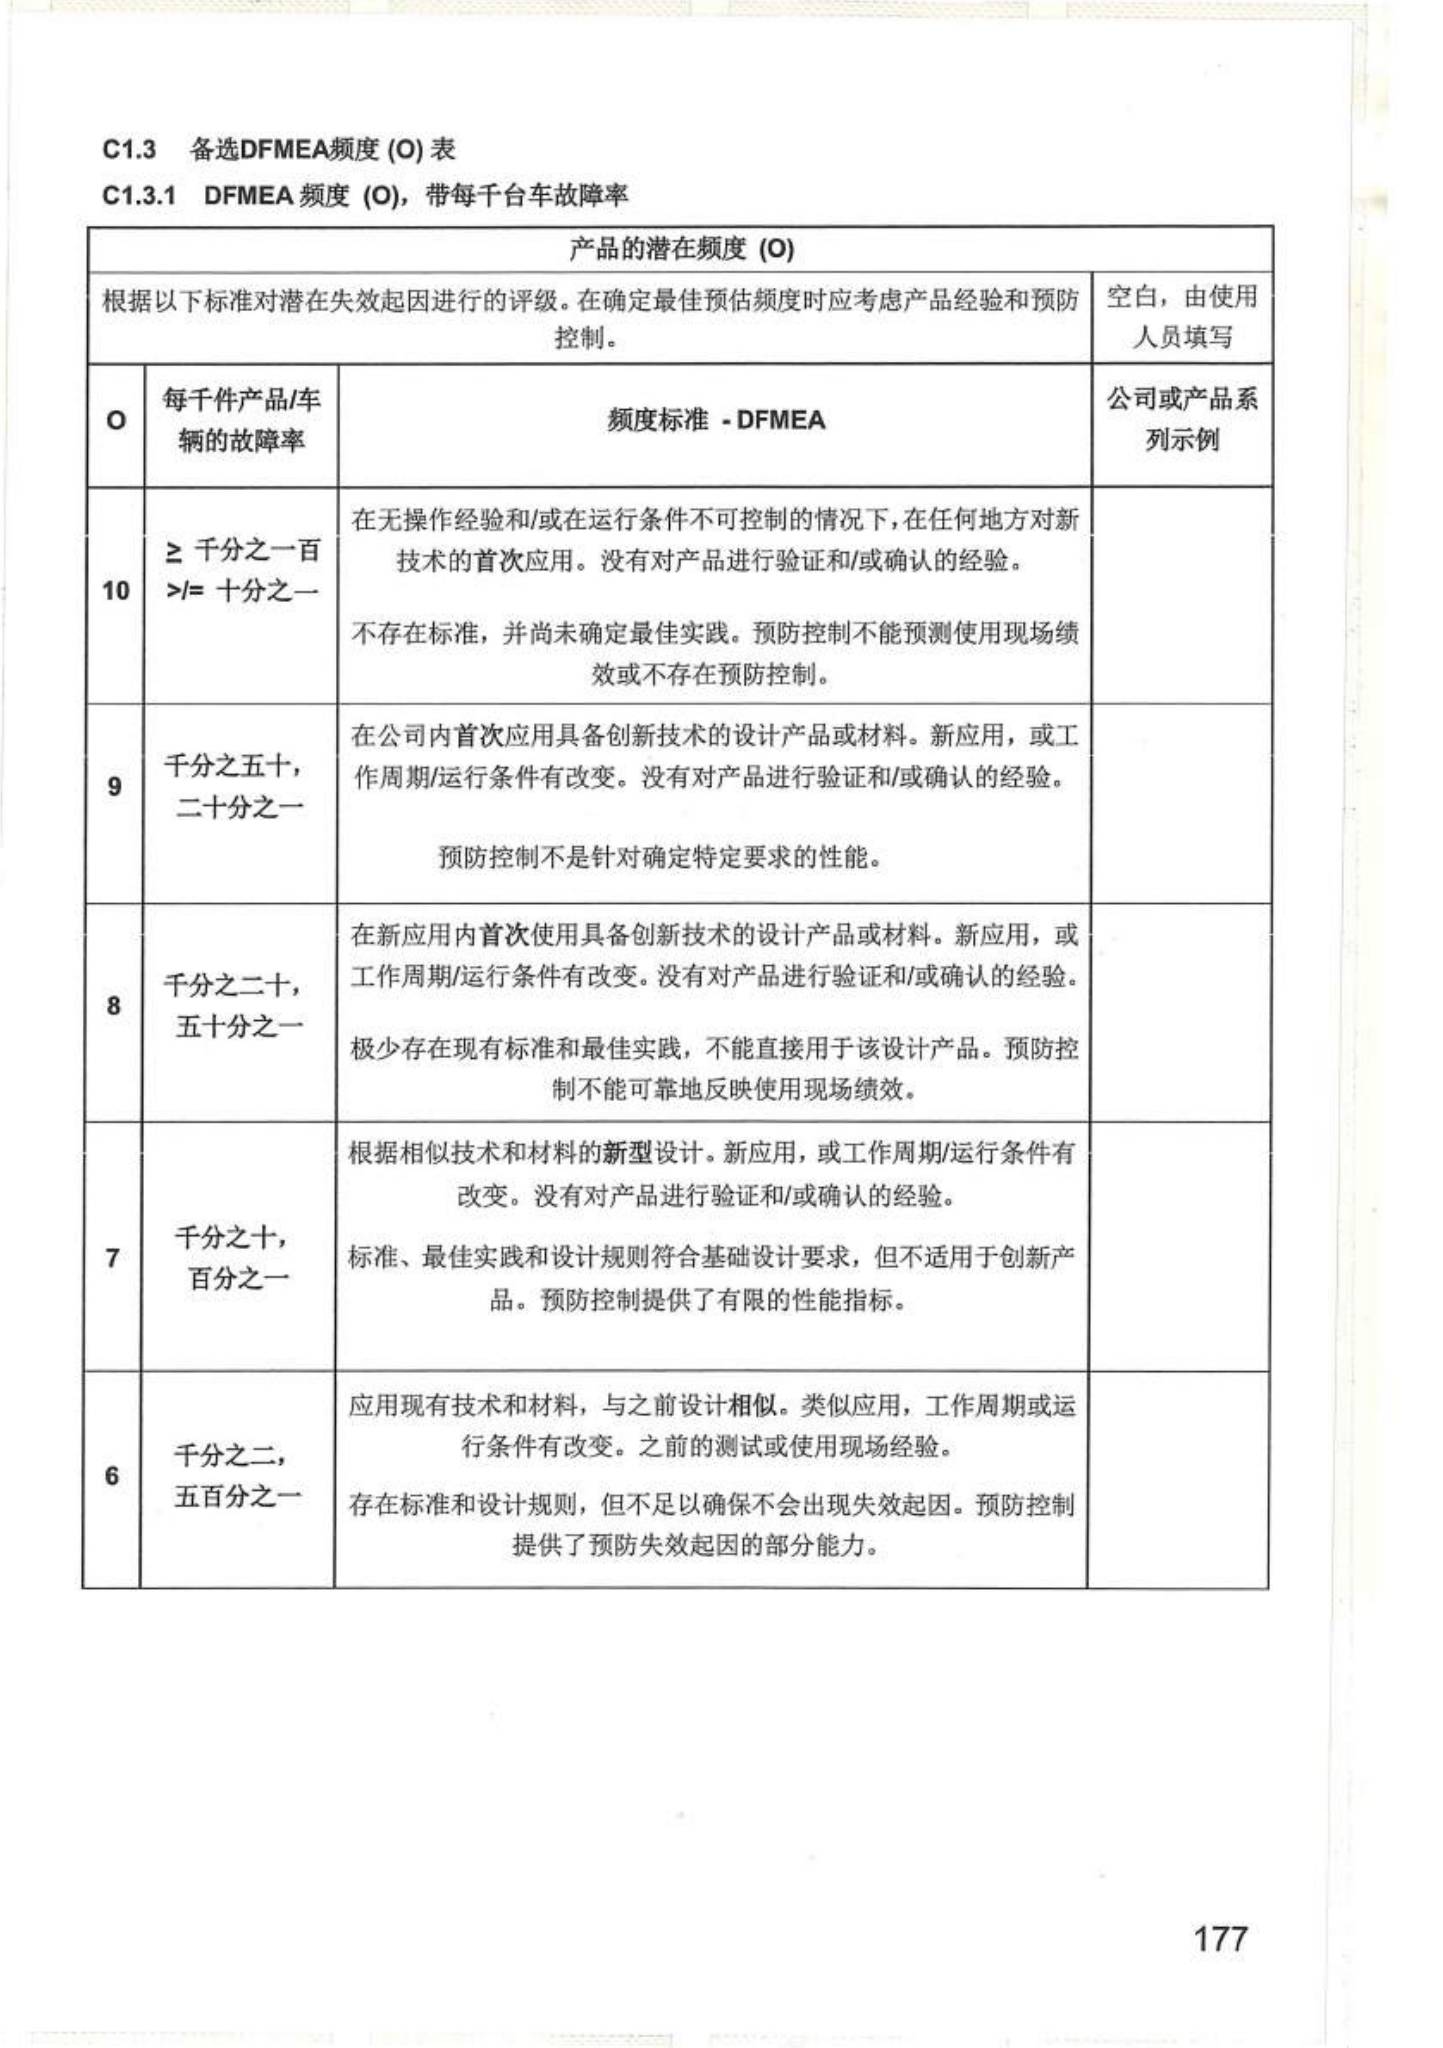 C1.3 备选DFMEA频度 (O) 表
C1.3.1 DFMEA 频度 (O)，带每千台车故障率
产品的潜在频度 (O)
根据以下标准对潜在失效起因进行的评级。在确定最佳预估频度时应考虑产品经验和预防
控制。
空白，由使用
人员填写
O
每千件产品/车
辆的故障率
频度标准 - DFMEA
公司或产品系
列示例
10
≥ 千分之一百
>/= 十分之一
在无操作经验和/或在运行条件不可控制的情况下，在任何地方对新
技术的首次应用。没有对产品进行验证和/或确认的经验。
不存在标准，并尚未确定最佳实践。预防控制不能预测使用现场绩
效或不存在预防控制。
9
千分之五十，
二十分之一
在公司内首次应用具备创新技术的设计产品或材料。新应用，或工
作周期/运行条件有改变。没有对产品进行验证和/或确认的经验。
预防控制不是针对确定特定要求的性能。
8
千分之二十，
五十分之一
在新应用内首次使用具备创新技术的设计产品或材料。新应用，或
工作周期/运行条件有改变。没有对产品进行验证和/或确认的经验。
极少存在现有标准和最佳实践，不能直接用于该设计产品。预防控
制不能可靠地反映使用现场绩效。
7
千分之十，
百分之一
根据相似技术和材料的新型设计。新应用，或工作周期/运行条件有
改变。没有对产品进行验证和/或确认的经验。
标准、最佳实践和设计规则符合基础设计要求，但不适用于创新产
品。预防控制提供了有限的性能指标。
6
千分之二，
五百分之一
应用现有技术和材料，与之前设计相似。类似应用，工作周期或运
行条件有改变。之前的测试或使用现场经验。
存在标准和设计规则，但不足以确保不会出现失效起因。预防控制
提供了预防失效起因的部分能力。
177